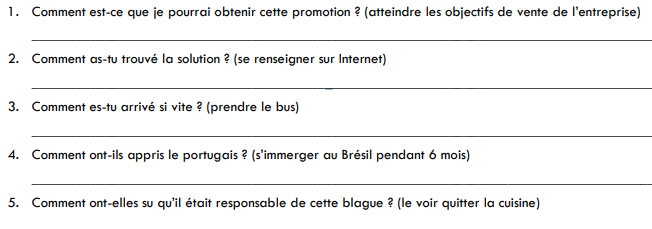 1. Comment est-ce que je pourrai obtenir cette promotion ? (atteindre les objectifs de vente de l'entreprise)
2. Comment as-tu trouvé la solution ? (se renseigner sur Internet)
3. Comment es-tu arrivé si vite ? (prendre le bus)
4. Comment ont-ils appris le portugais ? (s'immerger au Brésil pendant 6 mois)
5. Comment ont-elles su qu'il était responsable de cette blague ? (le voir quitter la cuisine)